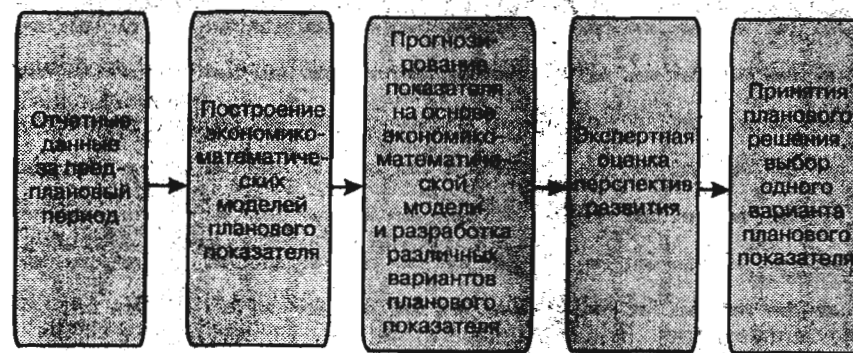 Отчетные
данные
за пред-
плановый
период
Построение
экономико-
математиче-
ских
моделей
планового
показателя
Прогнози-
рование
показателя
на основе
экономико-
математиче-
ской
модели
и разработка
различных
вариантов
планового
показателя
Экспертная
оценка
перспектив
развития
Принятия
планового
решения,
выбор
одного
варианта
планового
показателя